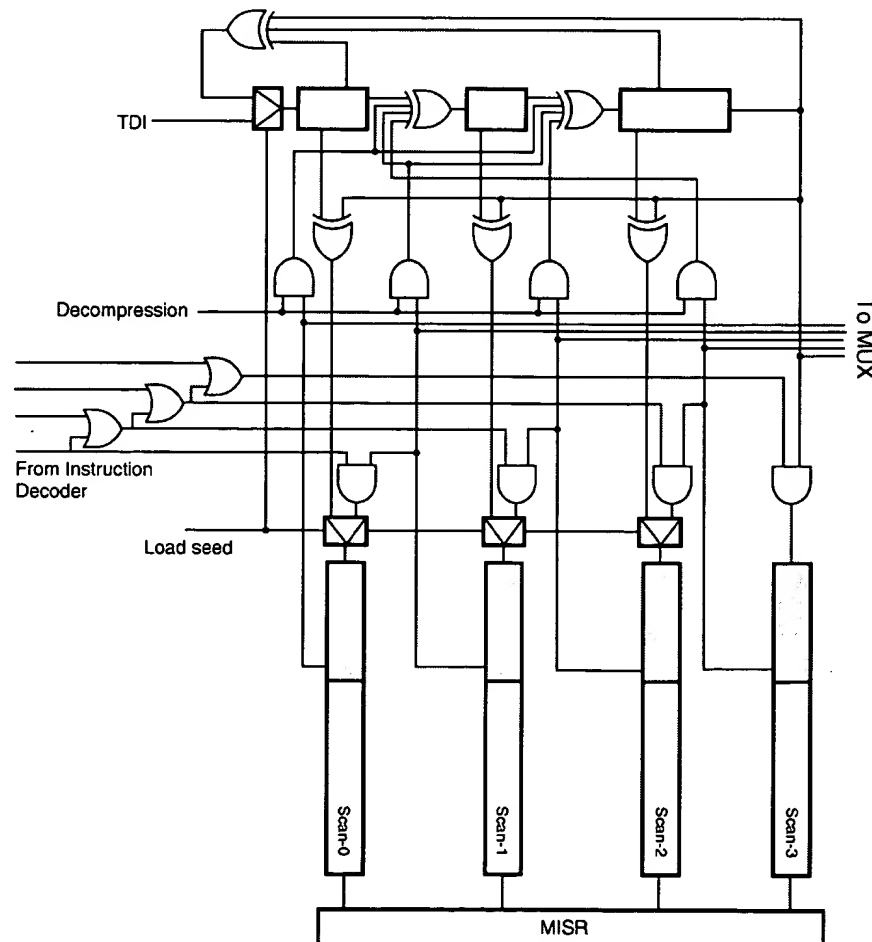 TDI
Decompression
To MUX
From Instruction
Decoder
Load seed
Scan-0
Scan-1
Scan-2
Scan-3
MISR